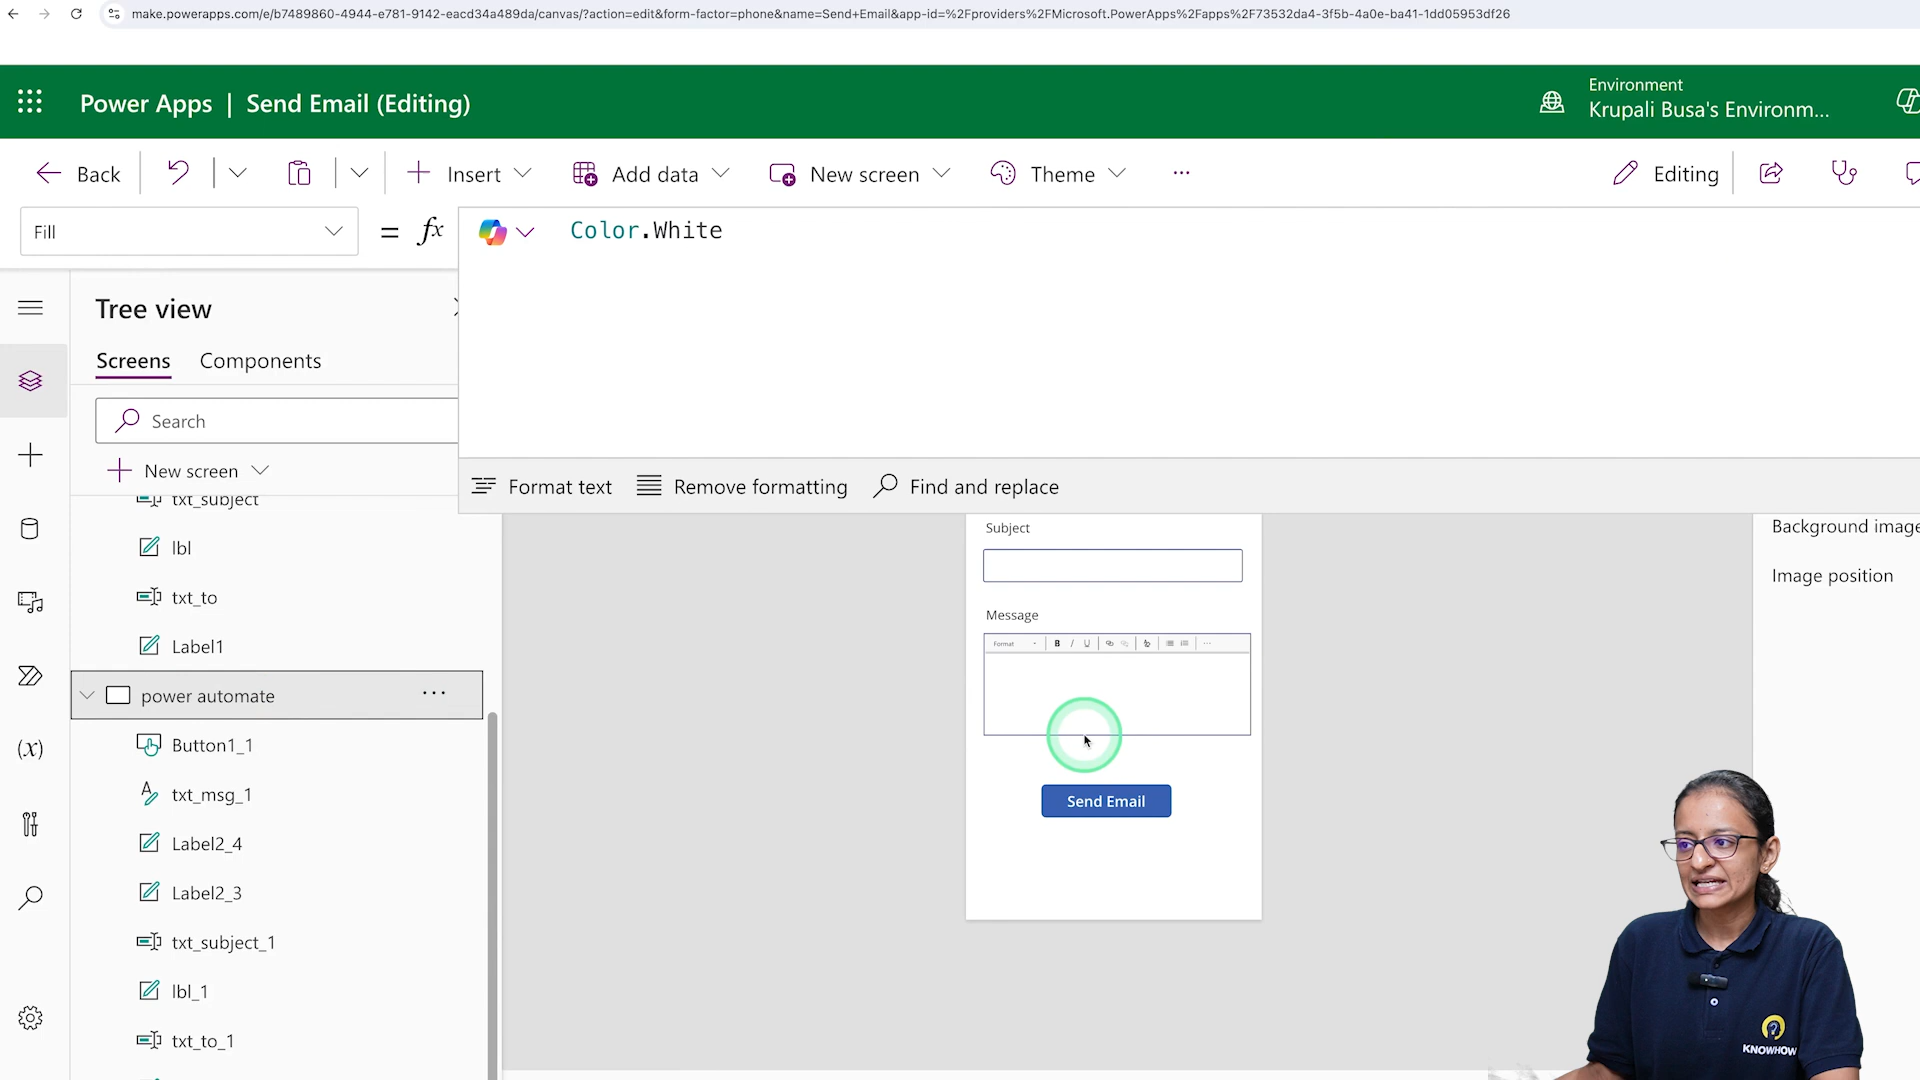 make.powerapps.com/e/b7489860-4944-e781-9142-eacd34a489da/canvas/?action=edit&form-factor=phone&name=Send+Email&app-id=%2Fproviders%2FMicrosoft.PowerApps%2Fapps%2F73532da4-3f5b-4a0e-ba41-1dd05953df26
Power Apps | Send Email (Editing)
Environment
Krupali Busa's Environm...
Back
Insert
Add data
New screen
Theme
...
Editing
Fill
= fx
Color.White
Tree view
Screens
Components
Search
New screen
Format text
Remove formatting
Find and replace
txt_subject
lbl
txt_to
Label1
power automate
...
Button1_1
txt_msg_1
Label2_4
Label2_3
txt_subject_1
lbl_1
txt_to_1
(x)
Subject
Message
Format
B I U
Send Email
Background image
Image position
KNOWHOW